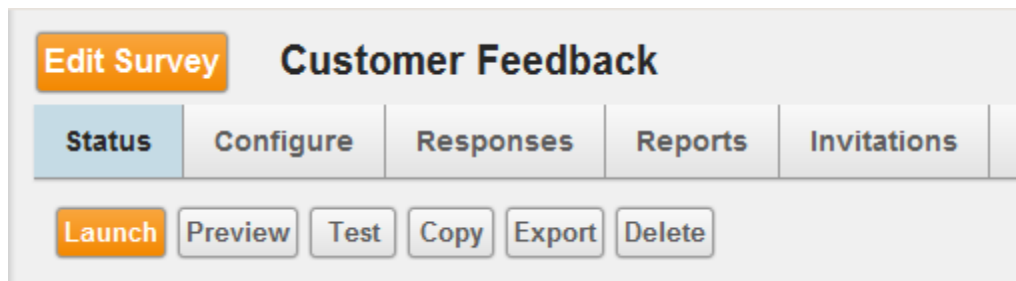 Edit Survey Customer Feedback
Status Configure Responses Reports Invitations
Launch Preview Test Copy Export Delete